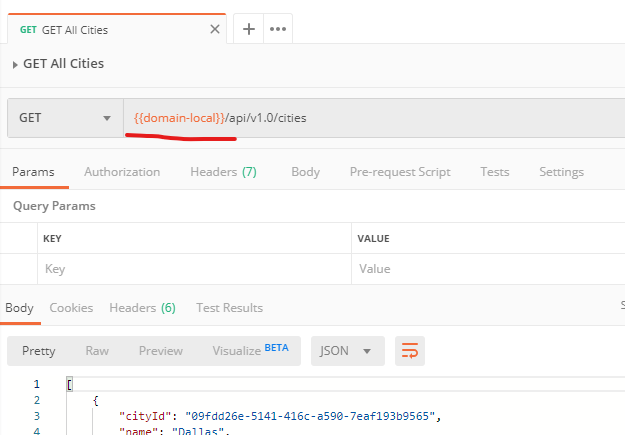 GET GET All Cities
GET All Cities
GET {{domain-local}}/api/v1.0/cities
Params Authorization Headers (7) Body Pre-request Script Tests Settings
Query Params
KEY VALUE
Key Value
Body Cookies Headers (6) Test Results
Pretty Raw Preview Visualize BETA JSON
1 [
2 {
3 "cityId": "09fdd26e-5141-416c-a590-7eaf193b9565",
4 "name": "Dallas",